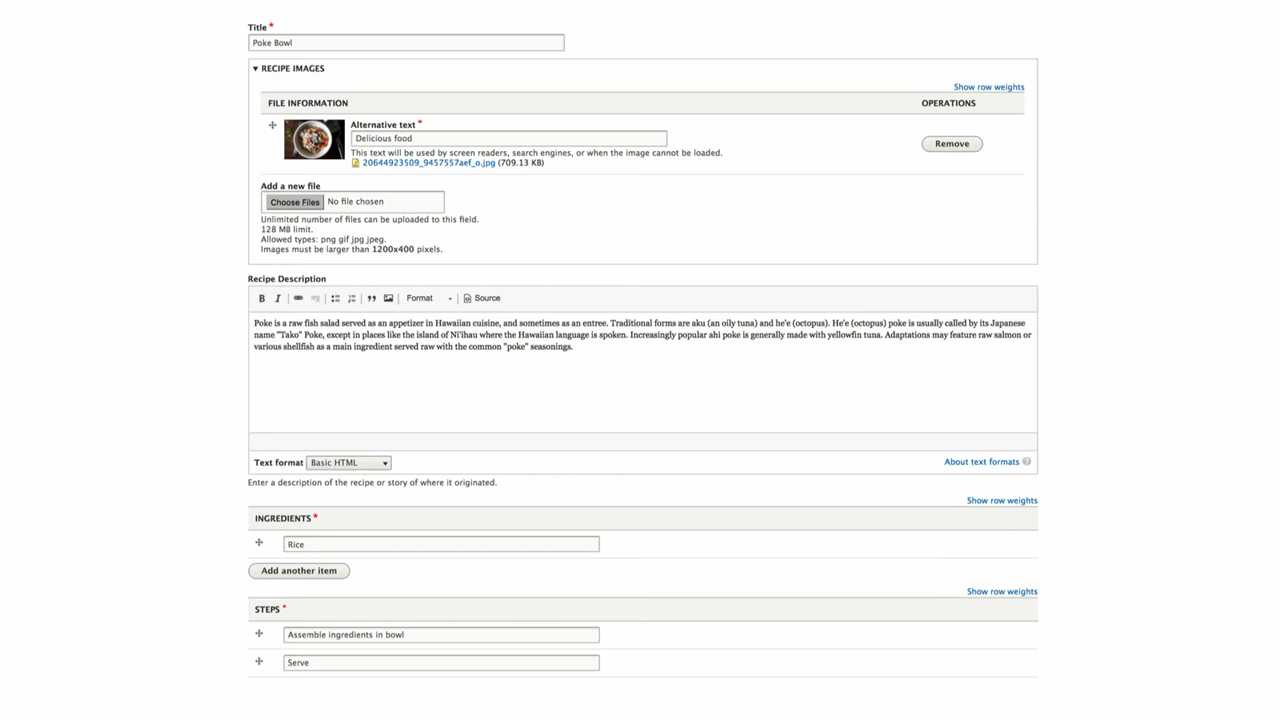 Title *
Poke Bowl
RECIPE IMAGES
Show row weights
FILE INFORMATION
OPERATIONS
Alternative text *
Delicious food
Remove
This text will be used by screen readers, search engines, or when the image cannot be loaded.
20644923509_9457557aef_o.jpg (709.13 KB)
Add a new file
Choose Files No file chosen
Unlimited number of files can be uploaded to this field.
128 MB limit.
Allowed types: png gif jpg jpeg.
Images must be larger than 1200x400 pixels.
Recipe Description
B I Format Source
Poke is a raw fish salad served as an appetizer in Hawaiian cuisine, and sometimes as an entree. Traditional forms are aku (an oily tuna) and he'e (octopus). He'e (octopus) poke is usually called by its Japanese
name "Tako" Poke, except in places like the island of Ni'ihau where the Hawaiian language is spoken. Increasingly popular ahi poke is generally made with yellowfin tuna. Adaptations may feature raw salmon or
various shellfish as a main ingredient served raw with the common "poke" seasonings.
Text format Basic HTML
About text formats ?
Enter a description of the recipe or story of where it originated.
Show row weights
INGREDIENTS *
Rice
Add another item
Show row weights
STEPS *
Assemble ingredients in bowl
Serve